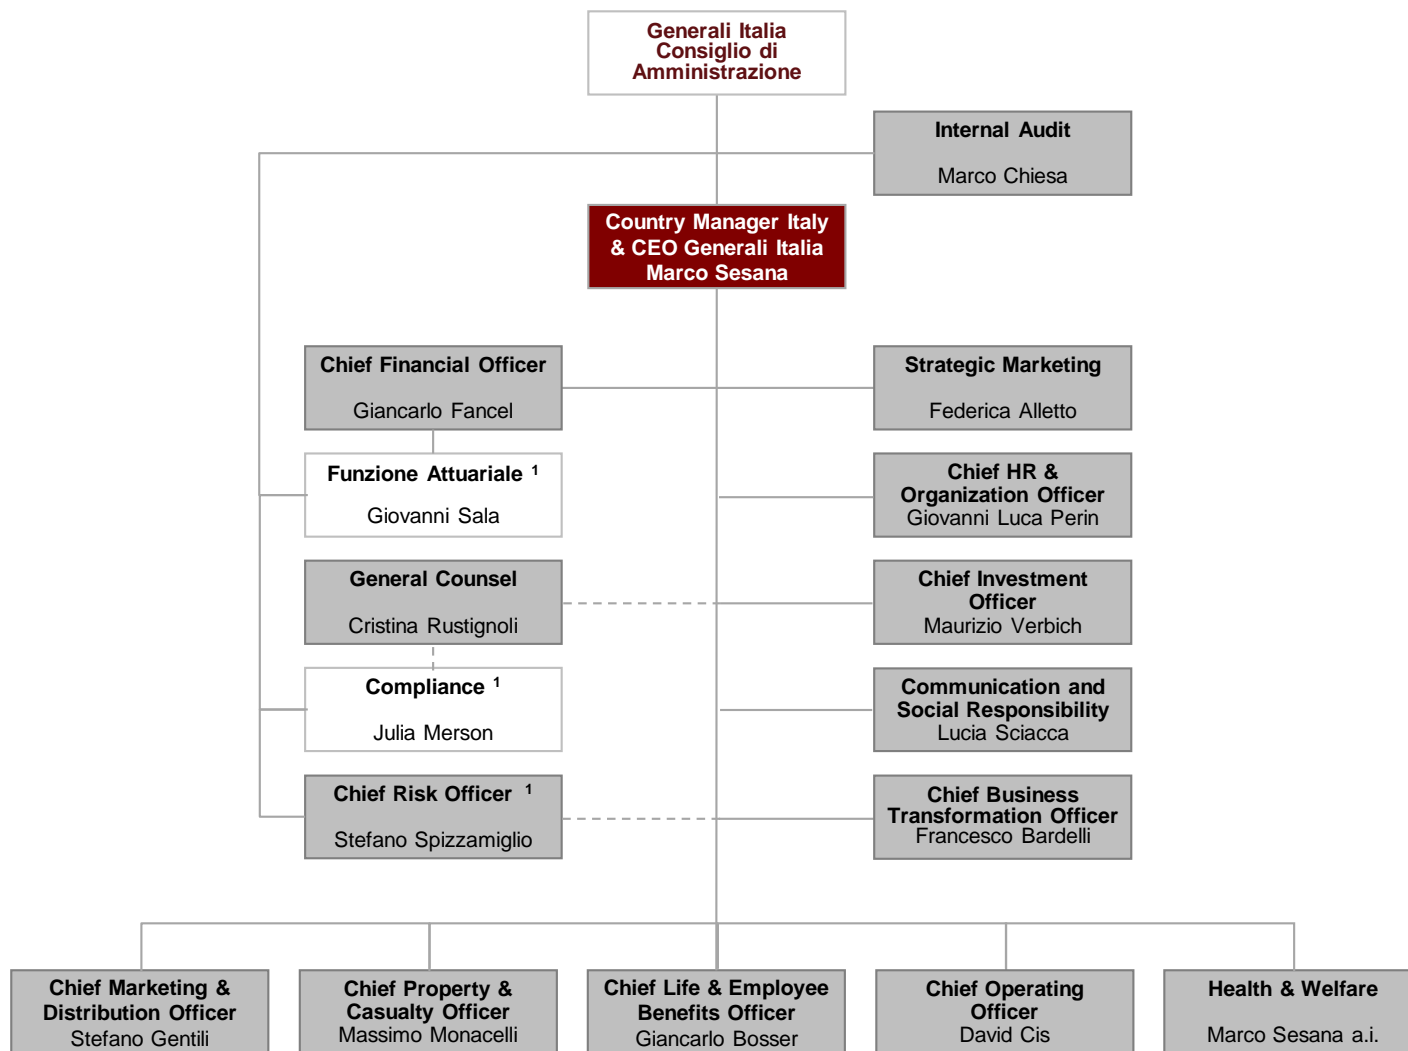 Generali Italia
Consiglio di
Amministrazione
Internal Audit
Marco Chiesa
Country Manager Italy
& CEO Generali Italia
Marco Sesana
Chief Financial Officer
Giancarlo Fancel
Strategic Marketing
Federica Alletto
Funzione Attuariale 1
Giovanni Sala
Chief HR &
Organization Officer
Giovanni Luca Perin
General Counsel
Cristina Rustignoli
Chief Investment
Officer
Maurizio Verbich
Compliance 1
Julia Merson
Communication and
Social Responsibility
Lucia Sciacca
Chief Risk Officer 1
Stefano Spizzamiglio
Chief Business
Transformation Officer
Francesco Bardelli
Chief Marketing &
Distribution Officer
Stefano Gentili
Chief Property &
Casualty Officer
Massimo Monacelli
Chief Life & Employee
Benefits Officer
Giancarlo Bosser
Chief Operating
Officer
David Cis
Health & Welfare
Marco Sesana a.i.